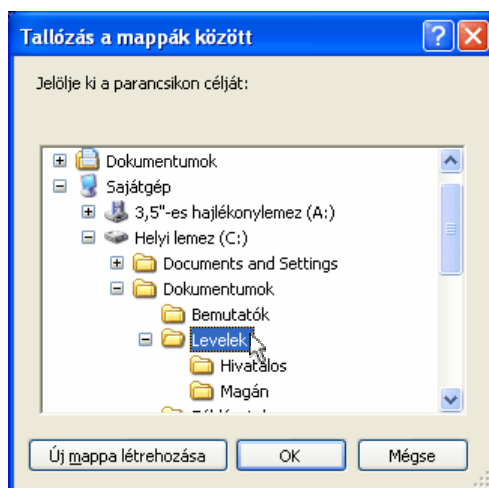 Tallózás a mappák között
Jelölje ki a parancsikon célját:
Dokumentumok
Sajátgép
3,5"-es hajlékonylemez (A:)
Helyi lemez (C:)
Documents and Settings
Dokumentumok
Bemutatók
Levelek
Hivatalos
Magán
Új mappa létrehozása OK Mégse